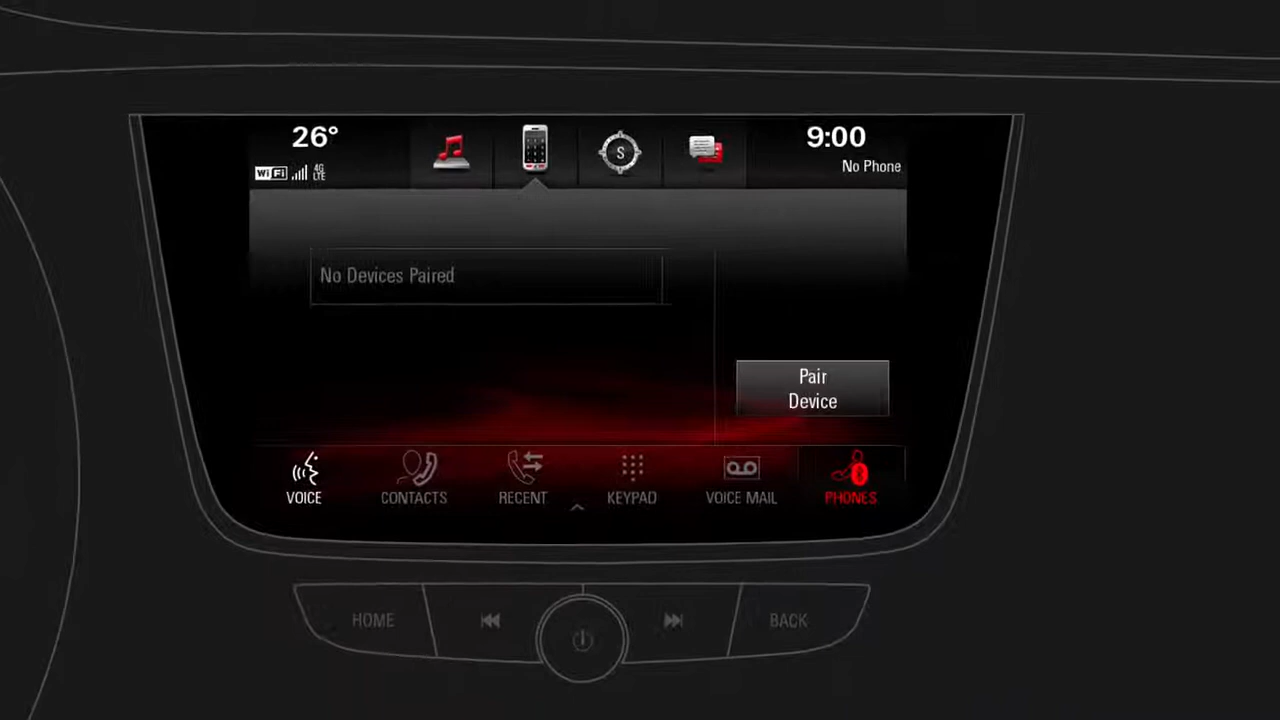 26°
WiFi
4G
LTE
S
9:00
No Phone
No Devices Paired
Pair
Device
VOICE
CONTACTS
RECENT
KEYPAD
VOICE MAIL
PHONES
HOME
BACK